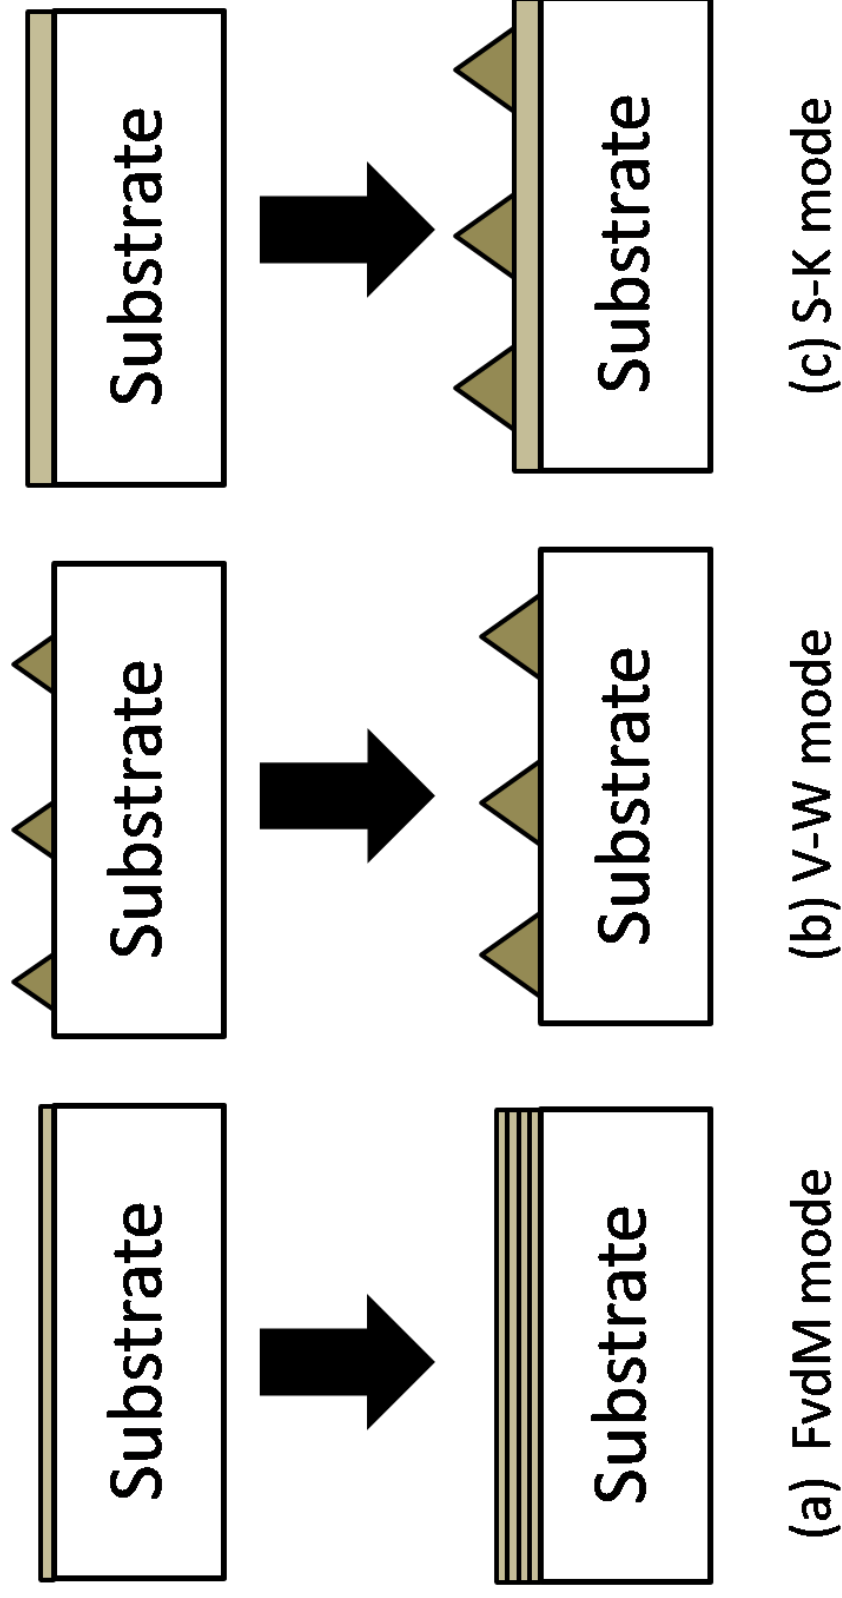 Substrate
Substrate
Substrate
Substrate
Substrate
Substrate
(a) FvdM mode
(b) V-W mode
(c) S-K mode